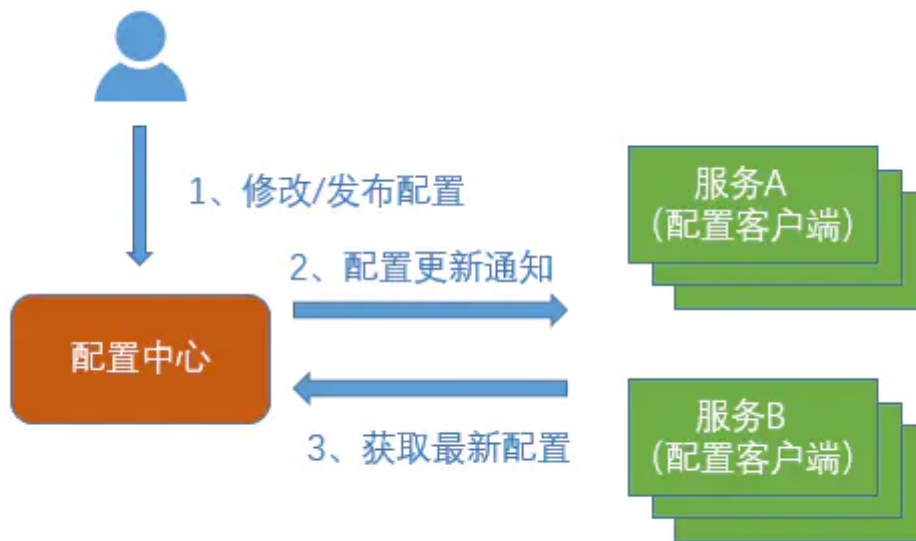 1、修改/发布配置
服务A
(配置客户端)
2、配置更新通知
配置中心
3、获取最新配置
服务B
(配置客户端)